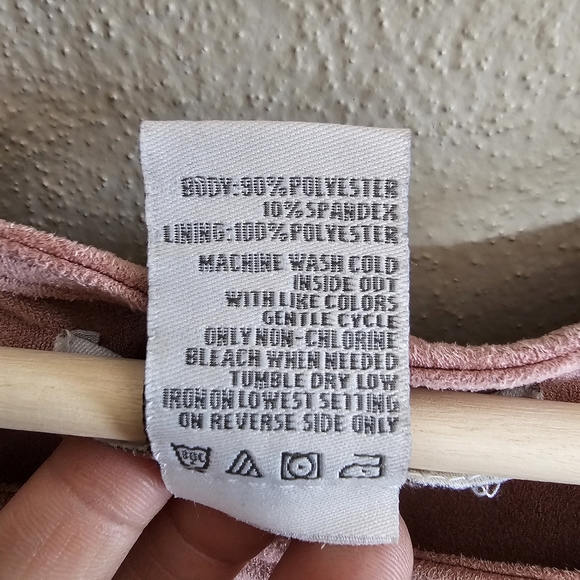 BODY: 90% POLYESTER
10% SPANDEX
LINING: 100% POLYESTER
MACHINE WASH COLD
INSIDE OUT
WITH LIKE COLORS
GENTLE CYCLE
ONLY NON-CHLORINE
BLEACH WHEN NEEDED
TUMBLE DRY LOW
IRON ON LOWEST SETTING
ON REVERSE SIDE ONLY